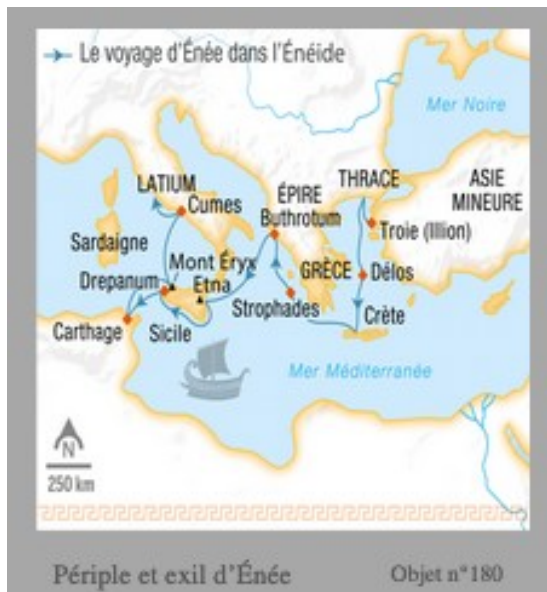 Le voyage d'Énée dans l'Énéide
Mer Noire
LATIUM
Cumes
ÉPIRE
Buthrotum
THRACE
ASIE
MINEURE
Troie (Illion)
Sardaigne
Mont Éryx
Etna
GRÈCE
Délos
Drepanum
Strophades
Crète
Carthage
Sicile
Mer Méditerranée
N
250 km
Périple et exil d'Énée
Objet n°180